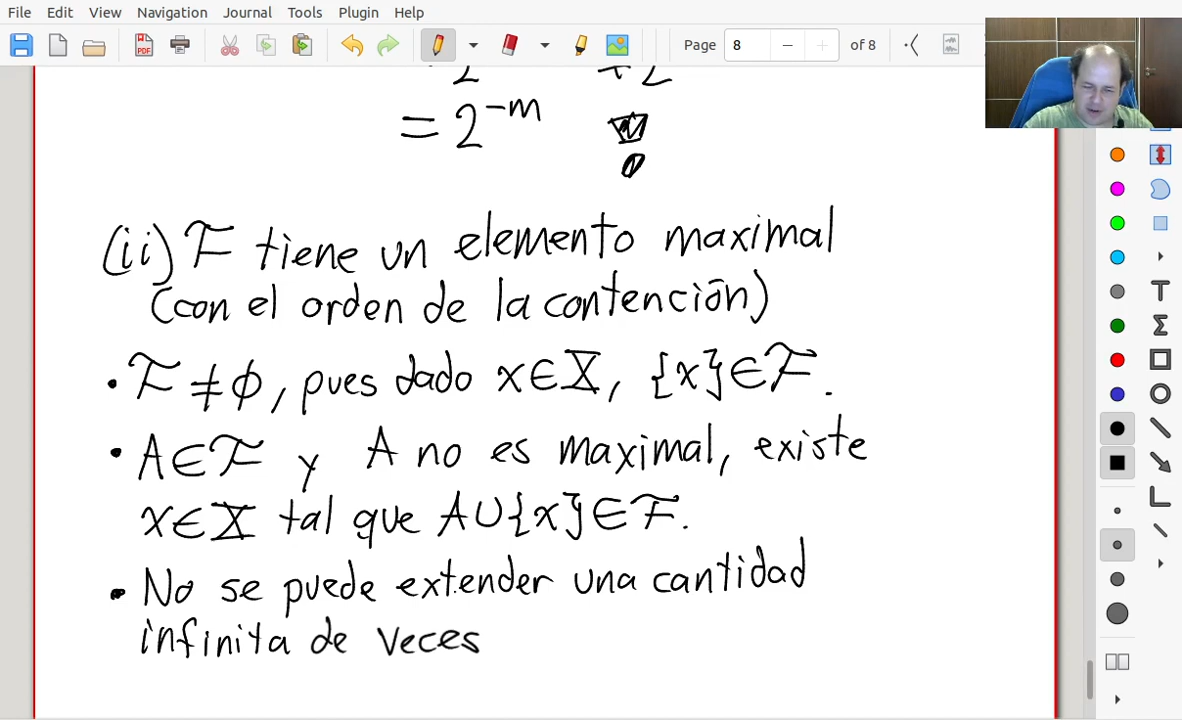 File Edit View Navigation Journal Tools Plugin Help
Page 8 of 8
= 2^{-m}
(ii) ℱ tiene un elemento maximal
(con el orden de la contención)
• ℱ ≠ ∅, pues dado x ∈ 𝕏, {x} ∈ ℱ.
• A ∈ ℱ y A no es maximal, existe
x ∈ 𝕏 tal que A ∪ {x} ∈ ℱ.
• No se puede extender una cantidad
infinita de veces